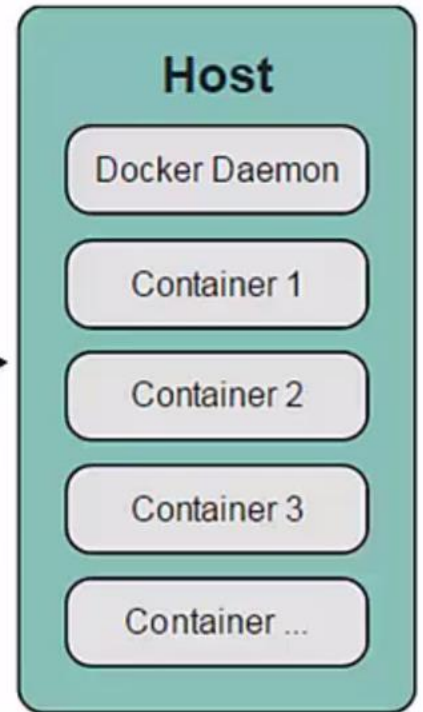 Host
Docker Daemon
Container 1
Container 2
Container 3
Container ...